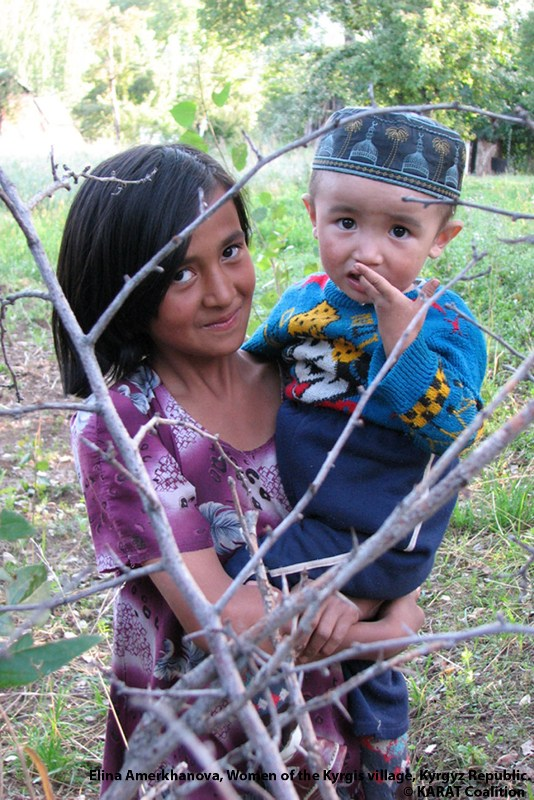 Elina Amerkhanova, Women of the Kyrgis village, Kyrgyz Republic.
© KARAT Coalition